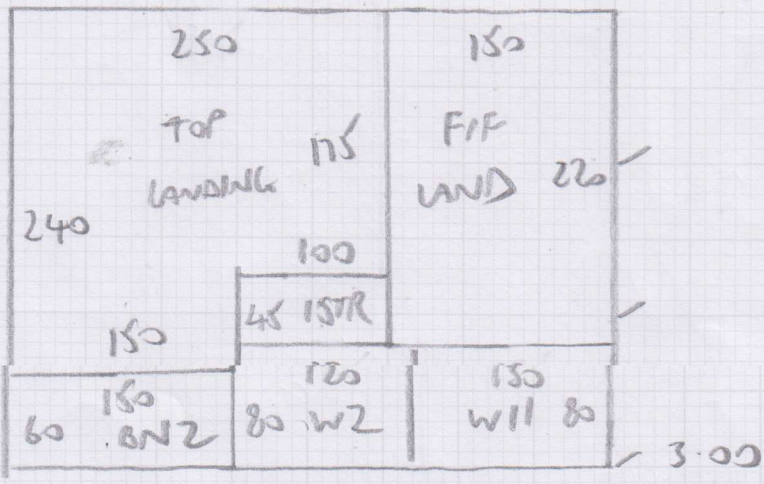 250
150
TOP
LANDING
175
F/F
LAND
220
240
100
45 1STR
150
120
150
150
60 BN2
80 W2
W11 80
3.00